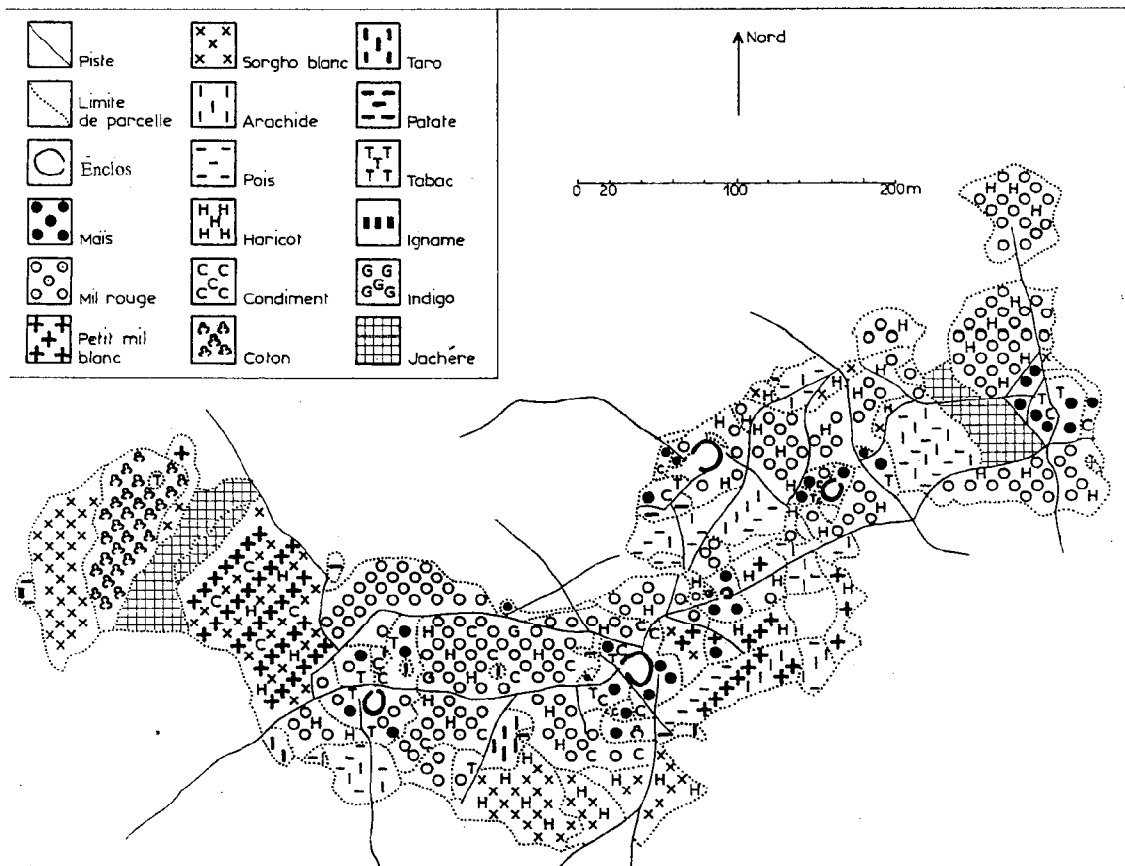 Piste
Limite
de parcelle
Enclos
Maïs
Mil rouge
Petit mil
blanc
Sorgho blanc
Arachide
Pois
Haricot
Condiment
Coton
Taro
Patate
Tabac
Igname
Indigo
Jachère
Nord
0 20 100 200m